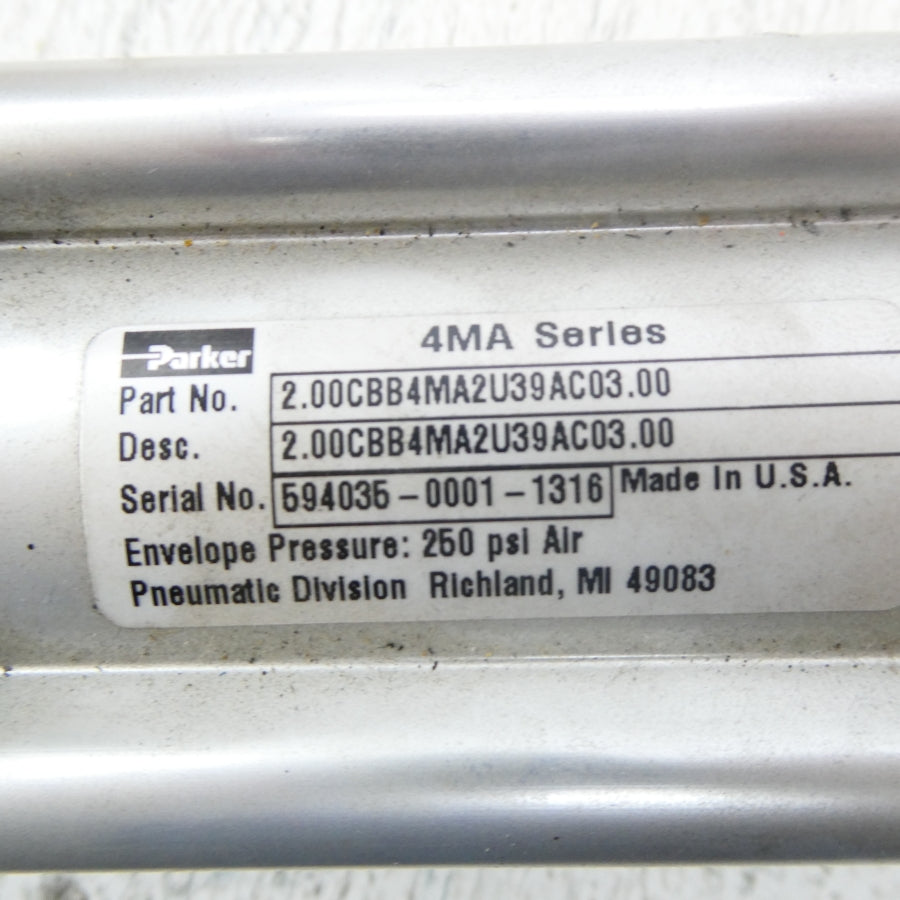 Parker 4MA Series
Part No. 2.00CBB4MA2U39AC03.00
Desc. 2.00CBB4MA2U39AC03.00
Serial No. 594035-0001-1316 Made In U.S.A.
Envelope Pressure: 250 psi Air
Pneumatic Division Richland, MI 49083